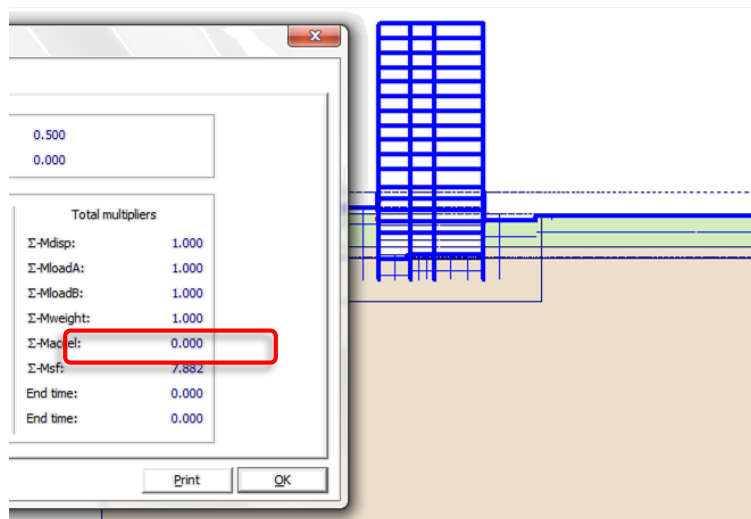 x
0.500
0.000
Total multipliers
Σ-Mdisp: 1.000
Σ-MloadA: 1.000
Σ-MloadB: 1.000
Σ-Mweight: 1.000
Σ-Maccel: 0.000
Σ-Msf: 7.882
End time: 0.000
End time: 0.000
Print OK